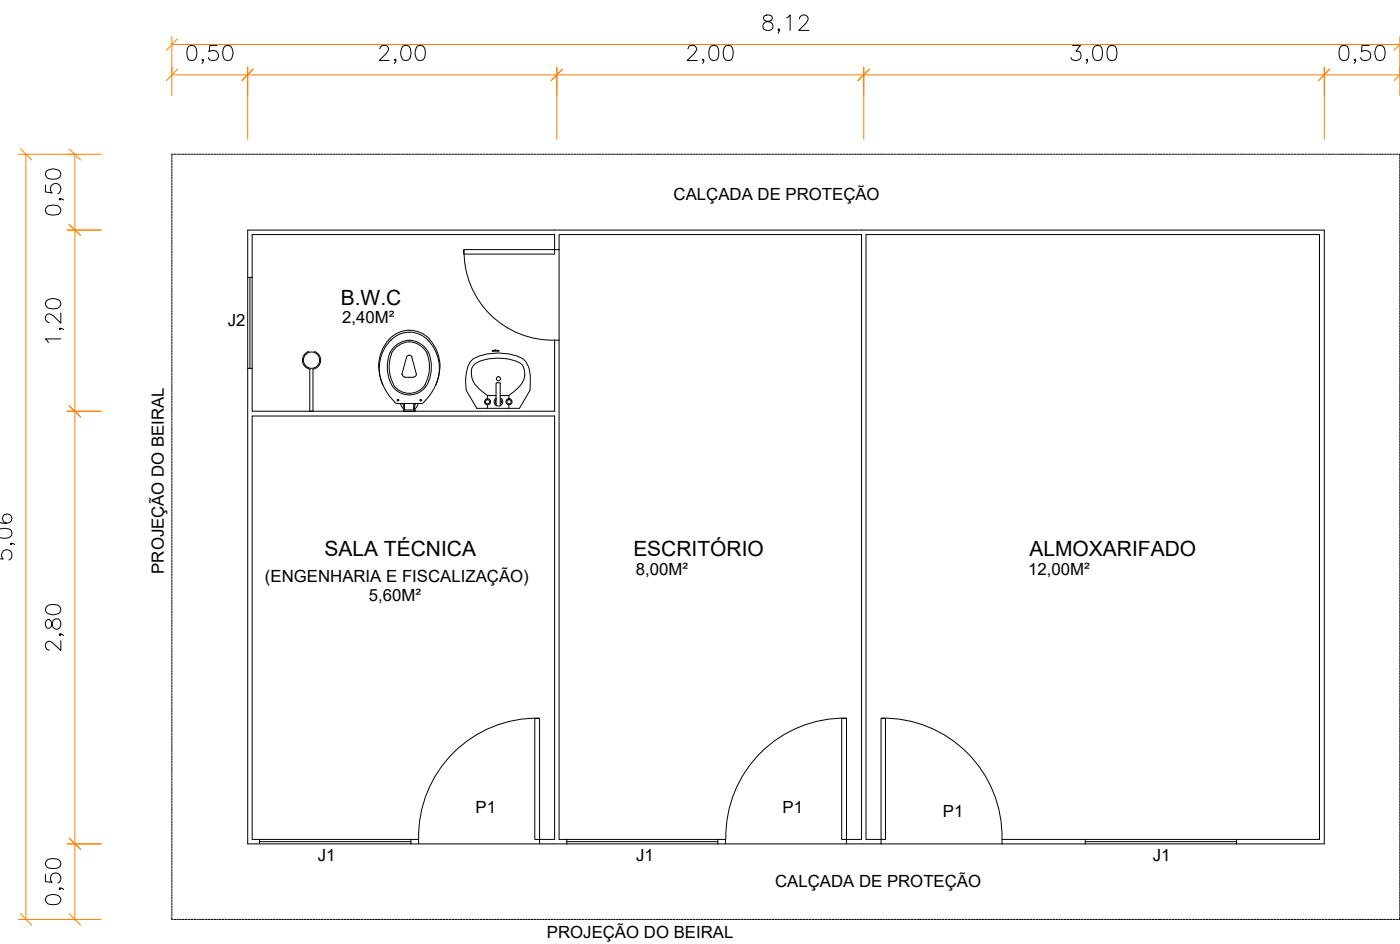 8,12
0,50
2,00
2,00
3,00
0,50
0,50
CALÇADA DE PROTEÇÃO
1,20
B.W.C
2,40M²
J2
PROJEÇÃO DO BEIRAL
5,06
SALA TÉCNICA
(ENGENHARIA E FISCALIZAÇÃO)
5,60M²
ESCRITÓRIO
8,00M²
ALMOXARIFADO
12,00M²
2,80
P1
P1
P1
J1
J1
J1
0,50
CALÇADA DE PROTEÇÃO
PROJEÇÃO DO BEIRAL